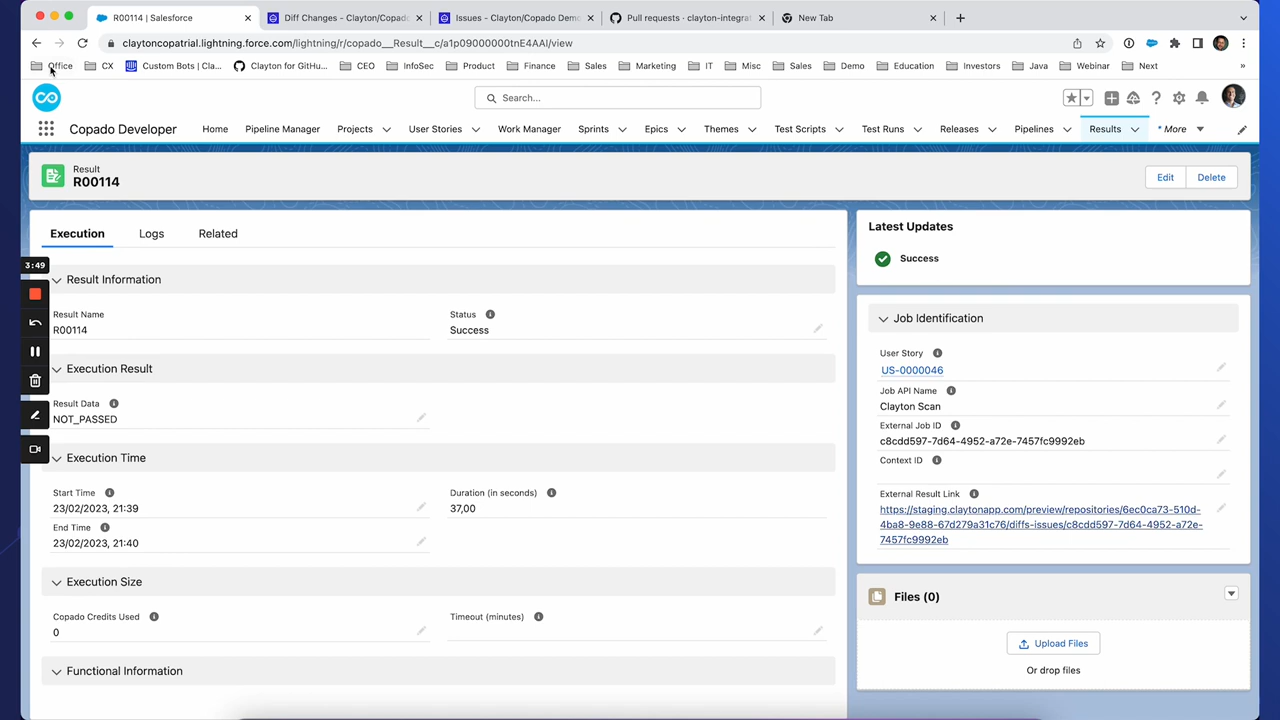 R00114 | Salesforce
Diff Changes - Clayton/Copado
Issues - Clayton/Copado Dem
Pull requests · clayton-integrat
New Tab
claytoncopatrial.lightning.force.com/lightning/r/copado__Result__c/a1p09000000tnE4AAI/view
Office
CX
Custom Bots | Cla...
Clayton for GitHu...
CEO
InfoSec
Product
Finance
Sales
Marketing
IT
Misc
Sales
Demo
Education
Investors
Java
Webinar
Next
»
Search...
Copado Developer
Home
Pipeline Manager
Projects
User Stories
Work Manager
Sprints
Epics
Themes
Test Scripts
Test Runs
Releases
Pipelines
Results
* More
Result
R00114
Edit
Delete
Execution
Logs
Related
3:49
Result Information
Result Name
R00114
Status
Success
Execution Result
Result Data
NOT_PASSED
Execution Time
Start Time
23/02/2023, 21:39
Duration (in seconds)
37,00
End Time
23/02/2023, 21:40
Execution Size
Copado Credits Used
0
Timeout (minutes)
Functional Information
Latest Updates
Success
Job Identification
User Story
US-0000046
Job API Name
Clayton Scan
External Job ID
c8cdd597-7d64-4952-a72e-7457fc9992eb
Context ID
External Result Link
https://staging.claytonapp.com/preview/repositories/6ec0ca73-510d-
4ba8-9e88-67d279a31c76/diffs-issues/c8cdd597-7d64-4952-a72e-
7457fc9992eb
Files (0)
Upload Files
Or drop files